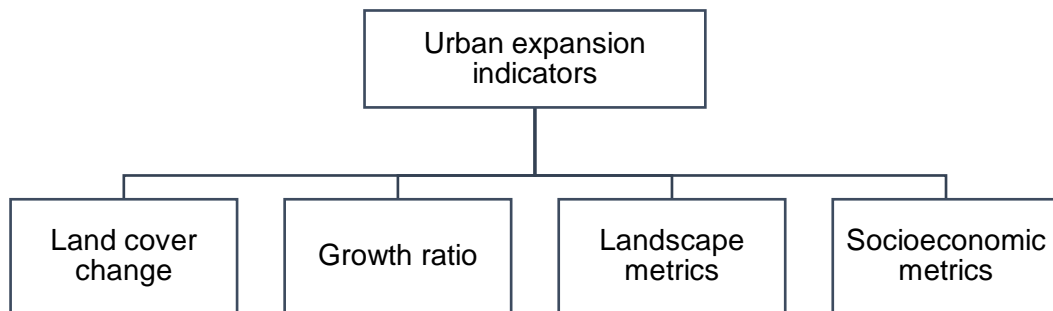 Urban expansion
indicators
Land cover
change
Growth ratio
Landscape
metrics
Socioeconomic
metrics